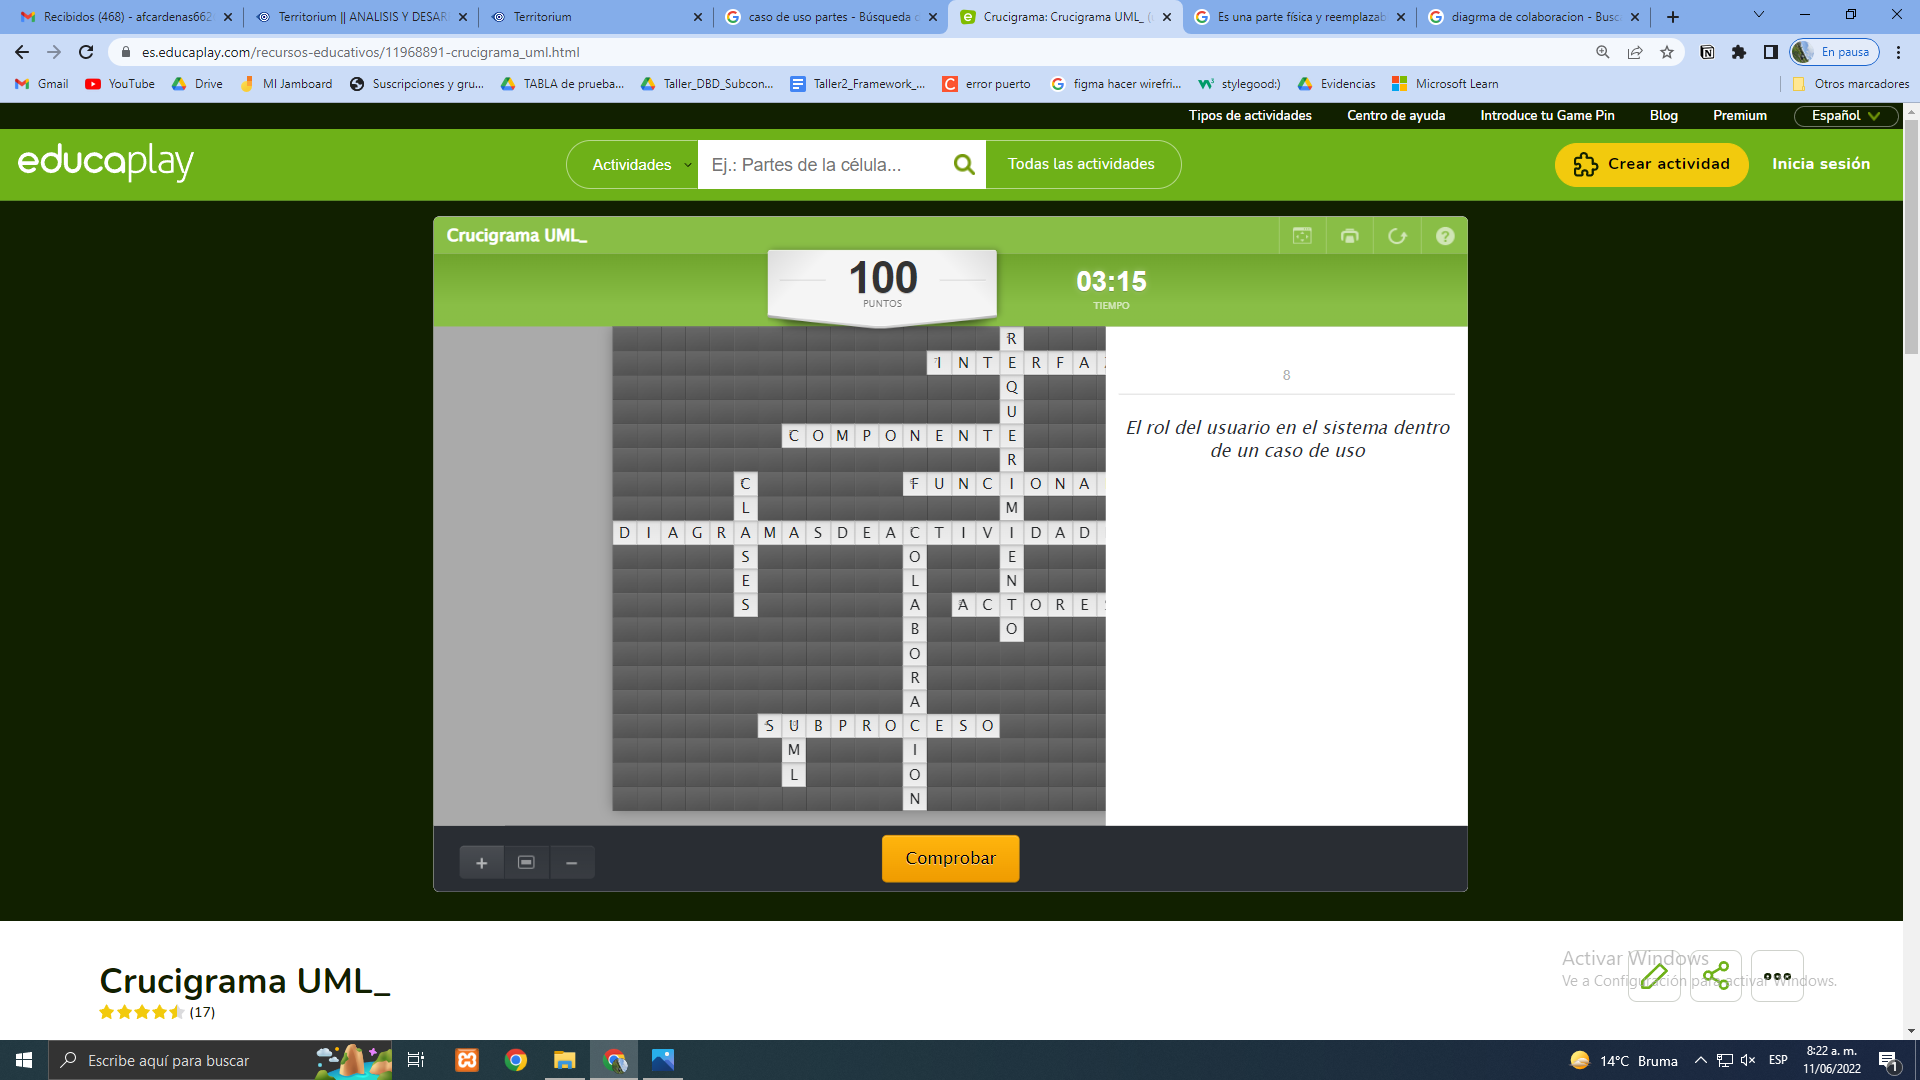 Recibidos (468) - afcardenas662
Territorium || ANALISIS Y DESAR
Territorium
caso de uso partes - Búsqueda
Crucigrama: Crucigrama UML_
Es una parte física y reemplazab
diagrma de colaboracion - Busc
es.educaplay.com/recursos-educativos/11968891-crucigrama_uml.html
En pausa
Gmail
YouTube
Drive
MI Jamboard
Suscripciones y gru...
TABLA de prueba...
Taller_DBD_Subcon...
Taller2_Framework_...
error puerto
figma hacer wirefri...
stylegood:)
Evidencias
Microsoft Learn
Otros marcadores
Tipos de actividades
Centro de ayuda
Introduce tu Game Pin
Blog
Premium
Español
educaplay
Actividades
Ej.: Partes de la célula...
Todas las actividades
Crear actividad
Inicia sesión
Crucigrama UML_
100
PUNTOS
03:15
TIEMPO
R
I N T E R F A
Q
U
C O M P O N E N T E
R
C F U N C I O N A
L M
D I A G R A M A S D E A C T I V I D A D
S O E
E L N
S A A C T O R E
B O
O
R
A
S U B P R O C E S O
M I
L O
N
8
El rol del usuario en el sistema dentro
de un caso de uso
Comprobar
Crucigrama UML_
(17)
Activar Windows
Ve a Configuración para activar Windows.
Escribe aquí para buscar
14°C Bruma
ESP
8:22 a. m.
11/06/2022
1